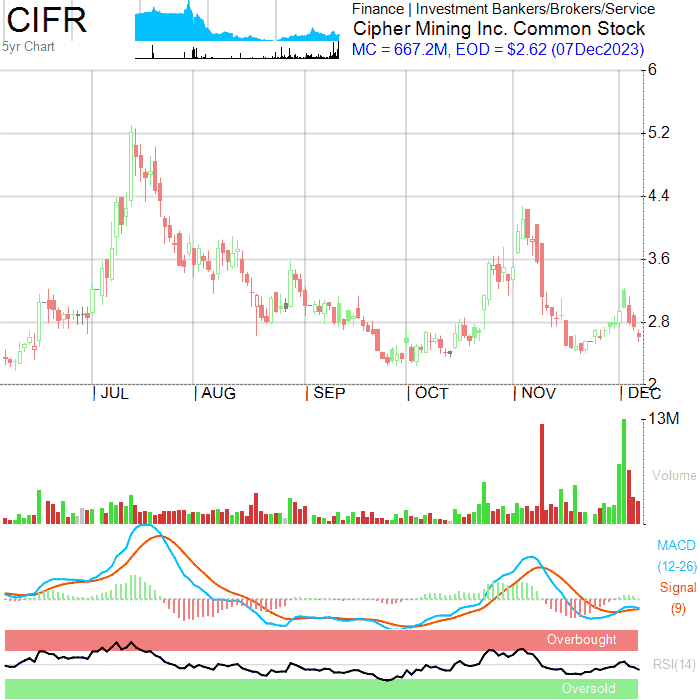 CIFR
5yr Chart
Finance | Investment Bankers/Brokers/Service
Cipher Mining Inc. Common Stock
MC = 667.2M, EOD = $2.62 (07Dec2023)
6
5.2
4.4
3.6
2.8
2
JUL AUG SEP OCT NOV DEC
13M
Volume
MACD
(12-26)
Signal
(9)
Overbought
RSI(14)
Oversold